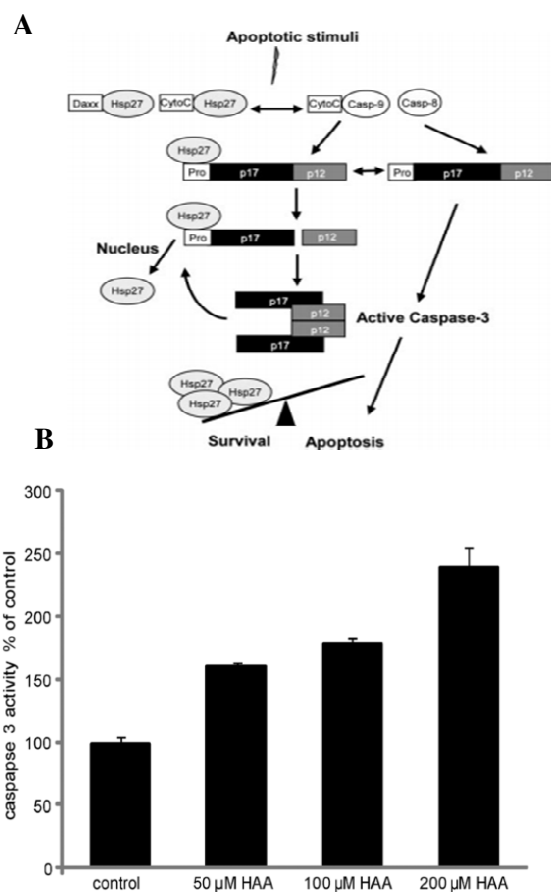 A
Apoptotic stimuli
Daxx Hsp27 CytoC Hsp27 CytoC Casp-9 Casp-8
Hsp27
Pro p17 p12 Pro p17 p12
Hsp27
Pro p17 p12
Nucleus
Hsp27
p17
p12
p12
p17
Active Caspase-3
Hsp27
Hsp27
Hsp27
Survival Apoptosis
B
300
250
200
150
100
50
0
caspapse 3 activity % of control
control 50 µM HAA 100 µM HAA 200 µM HAA